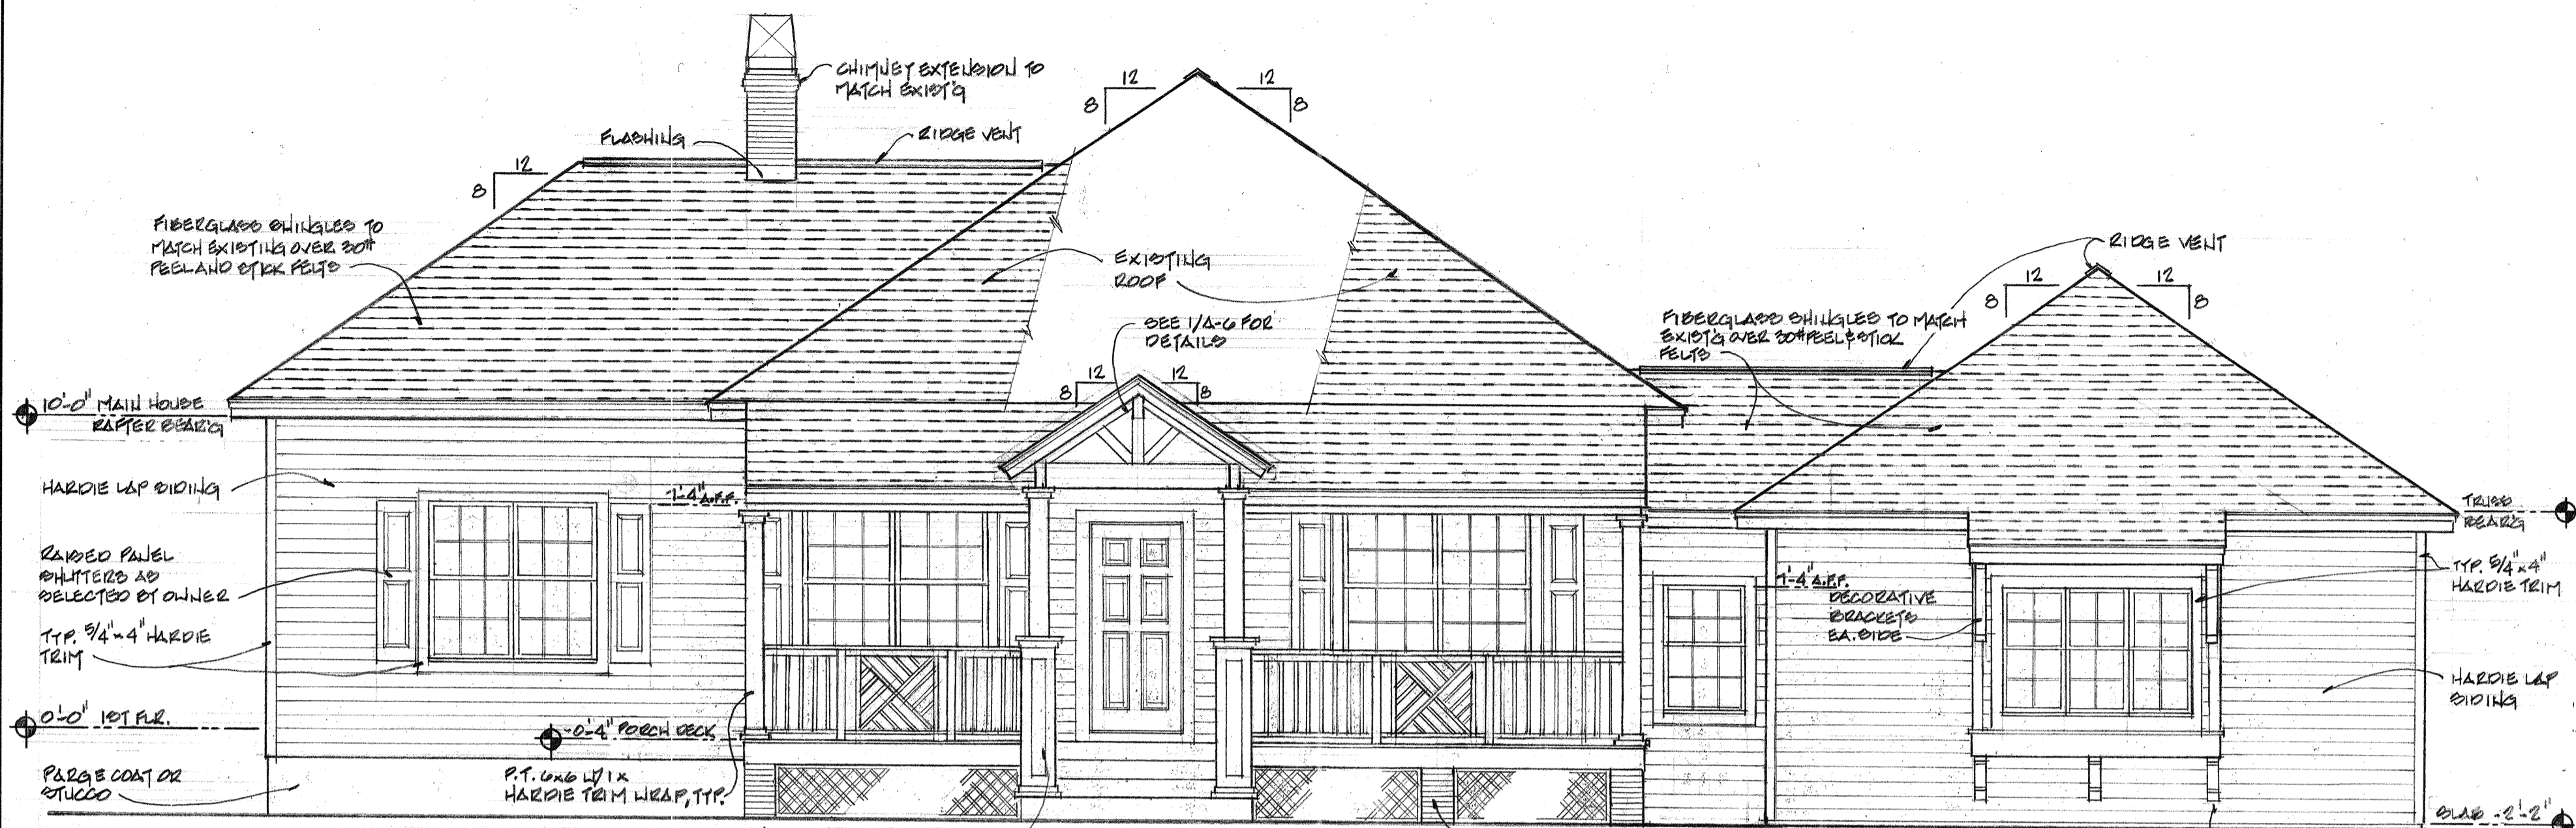 CHIMNEY EXTENSION TO
MATCH EXIST'G
12
8
12
8
FLASHING
RIDGE VENT
12
8
FIBERGLASS SHINGLES TO
MATCH EXISTING OVER 30#
PEEL AND STICK FELTS
EXISTING
ROOF
RIDGE VENT
12
8
12
8
SEE 1/A-6 FOR
DETAILS
FIBERGLASS SHINGLES TO MATCH
EXIST'G OVER 30# PEEL & STICK
FELTS
12
8
12
8
10'-0" MAIN HOUSE
RAFTER BEAR'G
HARDIE LAP SIDING
7'-4" A.F.F.
TRUSS
BEAR'G
RAISED PANEL
SHUTTERS AS
SELECTED BY OWNER
7'-4" A.F.F.
DECORATIVE
BRACKETS
EA. SIDE
TYP. 5/4"x4"
HARDIE TRIM
TYP. 5/4"x4" HARDIE
TRIM
HARDIE LAP
SIDING
0'-0" 1ST FLR.
-0'-4" PORCH DECK
PARGE COAT OR
STUCCO
P.T. 6x6 W/ 1x
HARDIE TRIM WRAP, TYP.
SLAB -2'-2"